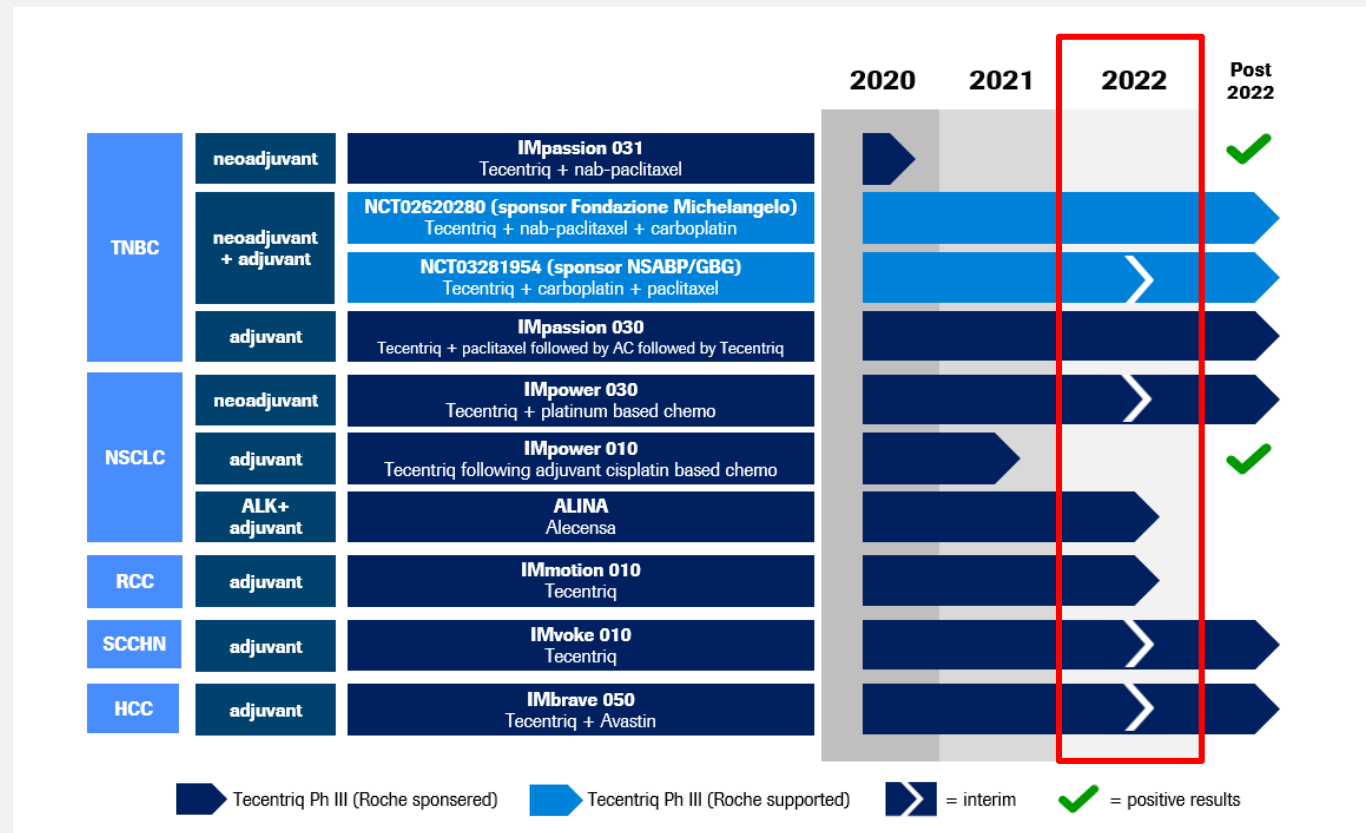 2020
2021
2022
Post
2022
TNBC
neoadjuvant
IMpassion 031
Tecentriq + nab-paclitaxel
neoadjuvant
+ adjuvant
NCT02620280 (sponsor Fondazione Michelangelo)
Tecentriq + nab-paclitaxel + carboplatin
NCT03281954 (sponsor NSABP/GBG)
Tecentriq + carboplatin + paclitaxel
adjuvant
IMpassion 030
Tecentriq + paclitaxel followed by AC followed by Tecentriq
NSCLC
neoadjuvant
IMpower 030
Tecentriq + platinum based chemo
adjuvant
IMpower 010
Tecentriq following adjuvant cisplatin based chemo
ALK+
adjuvant
ALINA
Alecensa
RCC
adjuvant
IMmotion 010
Tecentriq
SCCHN
adjuvant
IMvoke 010
Tecentriq
HCC
adjuvant
IMbrave 050
Tecentriq + Avastin
Tecentriq Ph III (Roche sponsered)
Tecentriq Ph III (Roche supported)
= interim
= positive results